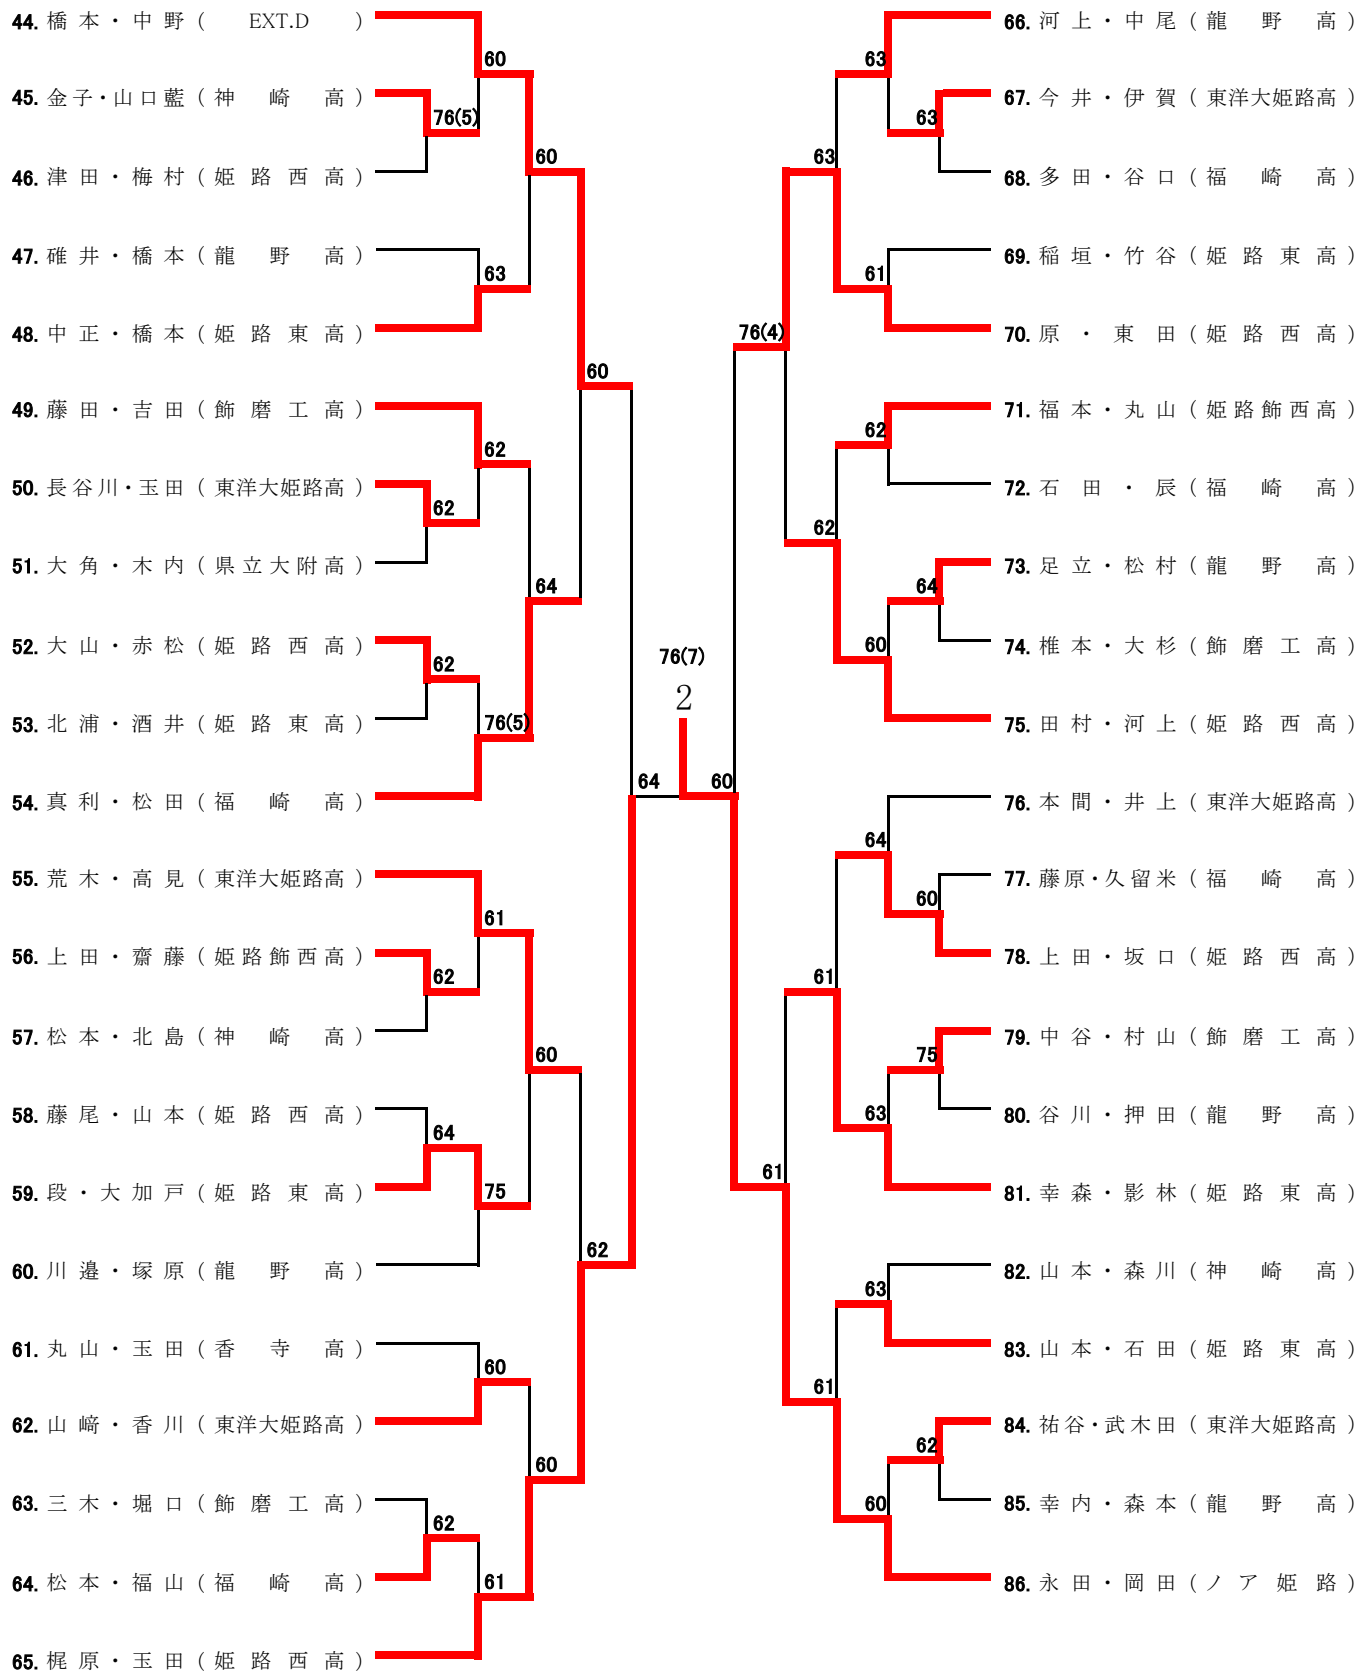 44. 橋本・中野 ( EXT.D )
60
45. 金子・山口藍 ( 神崎高 )
76(5)
46. 津田・梅村 ( 姫路西高 )
60
47. 碓井・橋本 ( 龍野高 )
63
48. 中正・橋本 ( 姫路東高 )
60
49. 藤田・吉田 ( 飾磨工高 )
62
50. 長谷川・玉田 ( 東洋大姫路高 )
62
51. 大角・木内 ( 県立大附高 )
64
52. 大山・赤松 ( 姫路西高 )
62
53. 北浦・酒井 ( 姫路東高 )
76(5)
54. 真利・松田 ( 福崎高 )
64
55. 荒木・高見 ( 東洋大姫路高 )
61
56. 上田・齋藤 ( 姫路飾西高 )
62
57. 松本・北島 ( 神崎高 )
60
58. 藤尾・山本 ( 姫路西高 )
64
59. 段・大加戸 ( 姫路東高 )
75
60. 川邉・塚原 ( 龍野高 )
62
61. 丸山・玉田 ( 香寺高 )
60
62. 山﨑・香川 ( 東洋大姫路高 )
60
63. 三木・堀口 ( 飾磨工高 )
62
64. 松本・福山 ( 福崎高 )
61
65. 梶原・玉田 ( 姫路西高 )
76(7)
2
66. 河上・中尾 ( 龍野高 )
63
67. 今井・伊賀 ( 東洋大姫路高 )
63
68. 多田・谷口 ( 福崎高 )
63
69. 稲垣・竹谷 ( 姫路東高 )
61
70. 原・東田 ( 姫路西高 )
76(4)
71. 福本・丸山 ( 姫路飾西高 )
62
72. 石田・辰 ( 福崎高 )
62
73. 足立・松村 ( 龍野高 )
64
74. 椎本・大杉 ( 飾磨工高 )
60
75. 田村・河上 ( 姫路西高 )
60
76. 本間・井上 ( 東洋大姫路高 )
64
77. 藤原・久留米 ( 福崎高 )
60
78. 上田・坂口 ( 姫路西高 )
61
79. 中谷・村山 ( 飾磨工高 )
75
80. 谷川・押田 ( 龍野高 )
63
81. 幸森・影林 ( 姫路東高 )
61
82. 山本・森川 ( 神崎高 )
63
83. 山本・石田 ( 姫路東高 )
61
84. 祐谷・武木田 ( 東洋大姫路高 )
62
85. 幸内・森本 ( 龍野高 )
60
86. 永田・岡田 ( ノア姫路 )